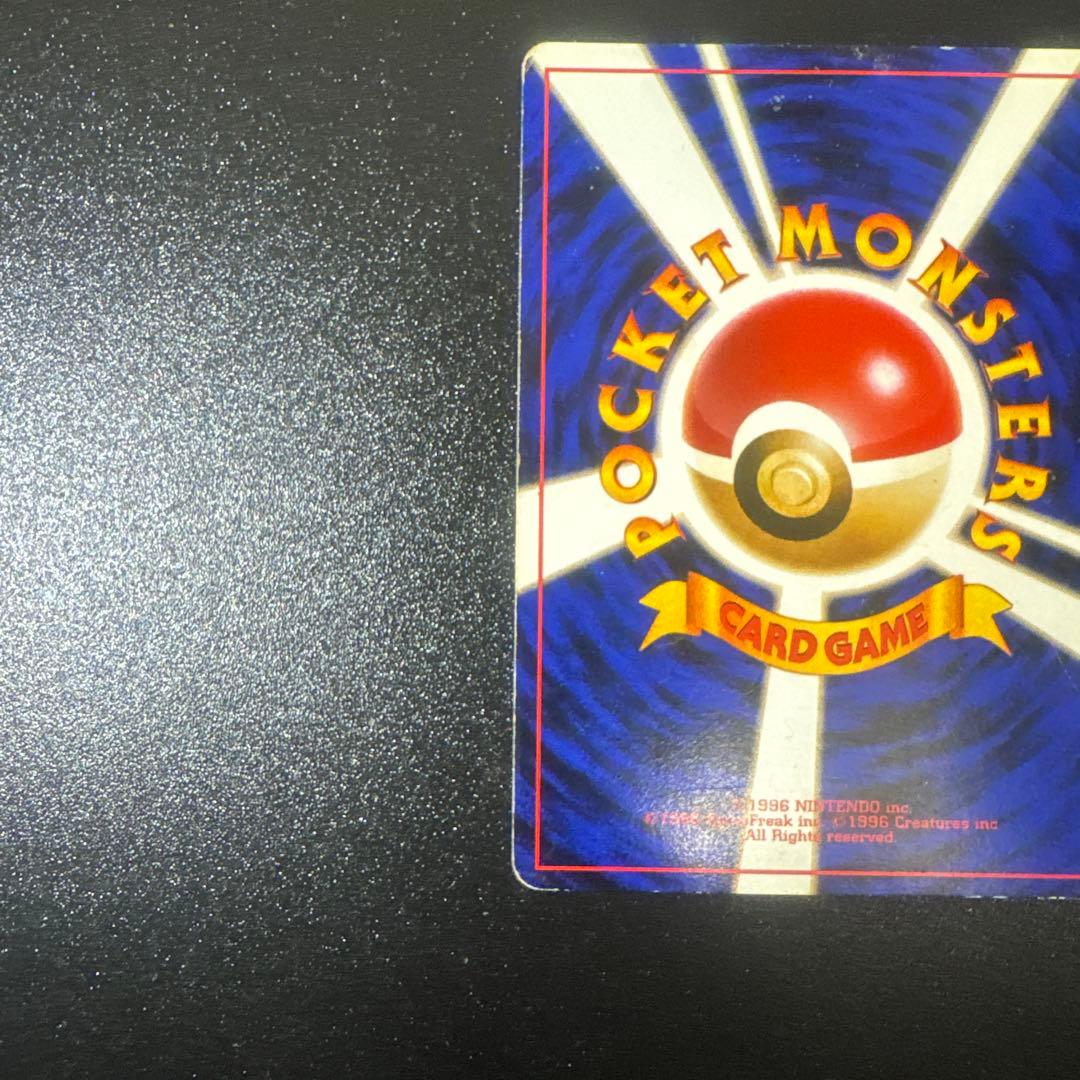 POCKET MONSTERS
CARD GAME
©1996 NINTENDO inc.
Freak inc. ©1996 Creatures inc
All Rights reserved.